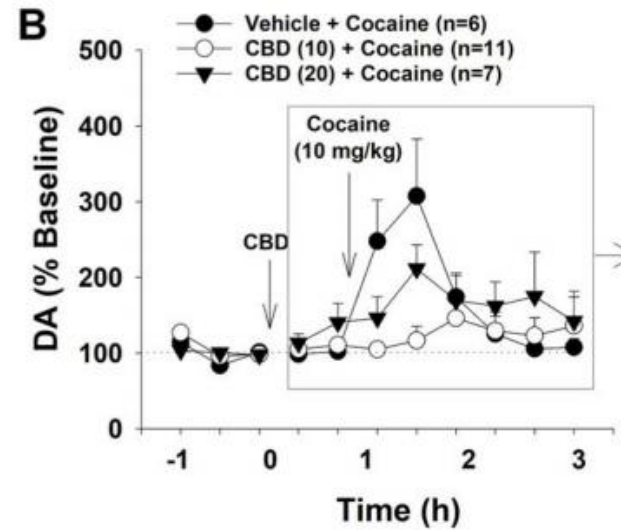 B
Vehicle + Cocaine (n=6)
CBD (10) + Cocaine (n=11)
CBD (20) + Cocaine (n=7)
500
400
300
200
100
0
DA (% Baseline)
Cocaine
(10 mg/kg)
CBD
-1
0
1
2
3
Time (h)